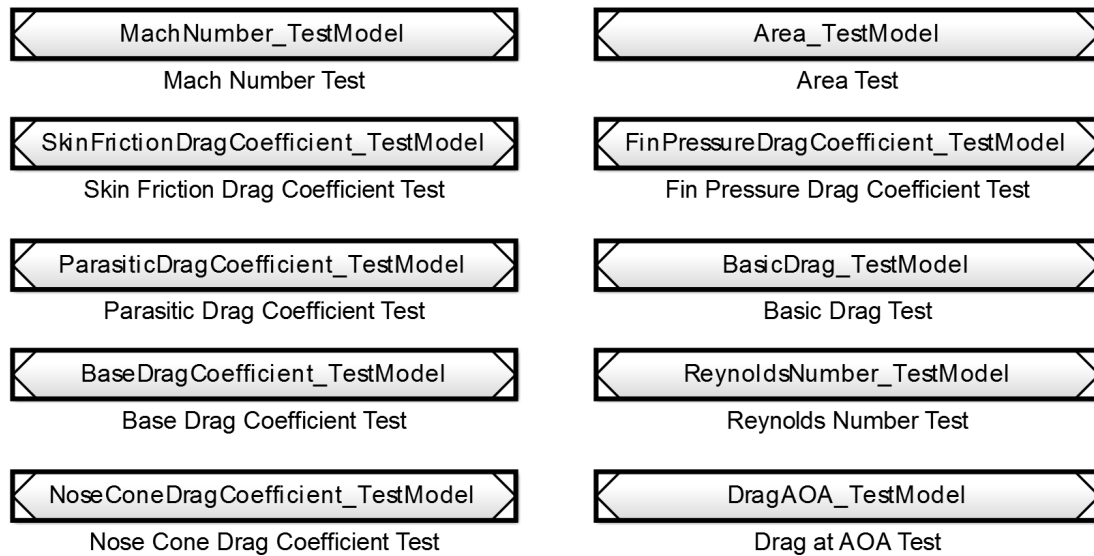 MachNumber_TestModel
Mach Number Test
Area_TestModel
Area Test
SkinFrictionDragCoefficient_TestModel
Skin Friction Drag Coefficient Test
FinPressureDragCoefficient_TestModel
Fin Pressure Drag Coefficient Test
ParasiticDragCoefficient_TestModel
Parasitic Drag Coefficient Test
BasicDrag_TestModel
Basic Drag Test
BaseDragCoefficient_TestModel
Base Drag Coefficient Test
ReynoldsNumber_TestModel
Reynolds Number Test
NoseConeDragCoefficient_TestModel
Nose Cone Drag Coefficient Test
DragAOA_TestModel
Drag at AOA Test